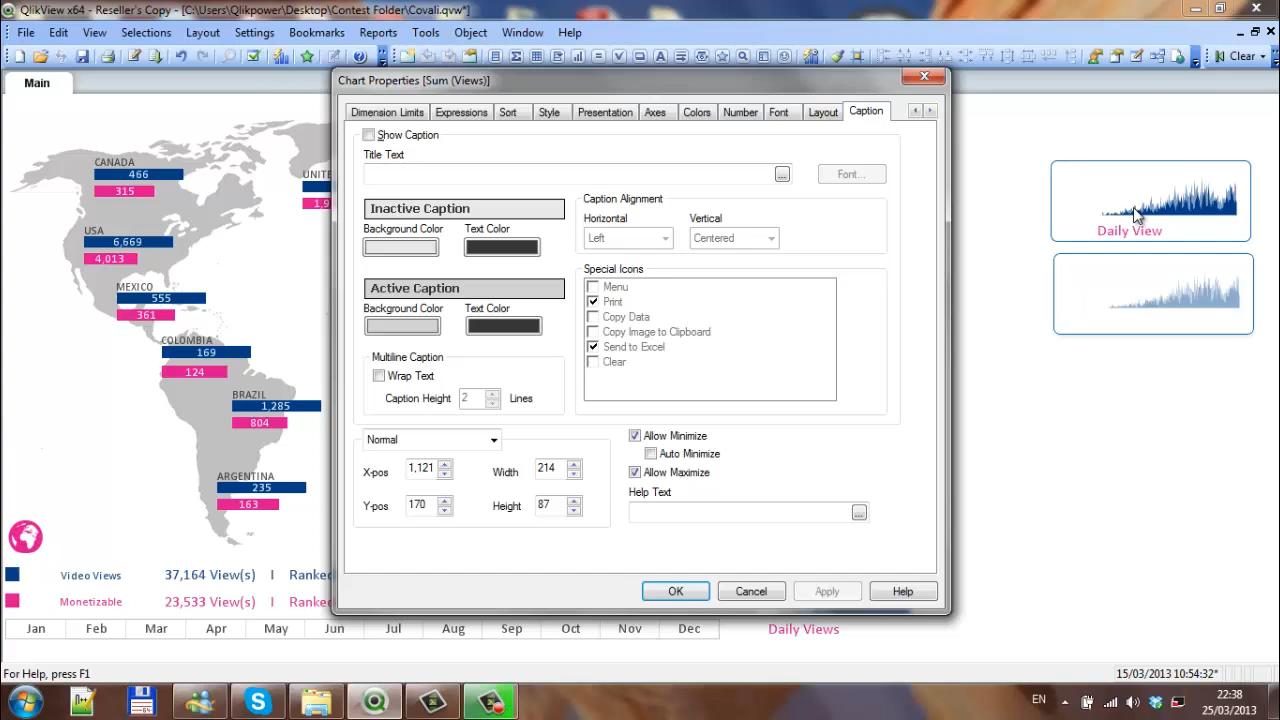 QlikView x64 - Reseller's Copy - [C:\Users\Qlikpower\Desktop\Contest Folder\Covali.qvw*]
File Edit View Selections Layout Settings Bookmarks Reports Tools Object Window Help
Clear
Main
Chart Properties [Sum (Views)]
Dimension Limits Expressions Sort Style Presentation Axes Colors Number Font Layout Caption
Show Caption
Title Text
Font...
Inactive Caption
Background Color Text Color
Active Caption
Background Color Text Color
Multiline Caption
Wrap Text
Caption Height 2 Lines
Caption Alignment
Horizontal Vertical
Left Centered
Special Icons
Menu
Print
Copy Data
Copy Image to Clipboard
Send to Excel
Clear
Normal
X-pos 1,121 Width 214
Y-pos 170 Height 87
Allow Minimize
Auto Minimize
Allow Maximize
Help Text
OK Cancel Apply Help
CANADA
466
315
USA
6,669
4,013
MEXICO
555
361
COLOMBIA
169
124
BRAZIL
1,285
804
ARGENTINA
235
163
UNITE
1,9
Daily View
Video Views 37,164 View(s) I Ranked
Monetizable 23,533 View(s) I Ranked
Jan Feb Mar Apr May Jun Jul Aug Sep Oct Nov Dec
Daily Views
For Help, press F1
15/03/2013 10:54:32*
EN
22:38
25/03/2013